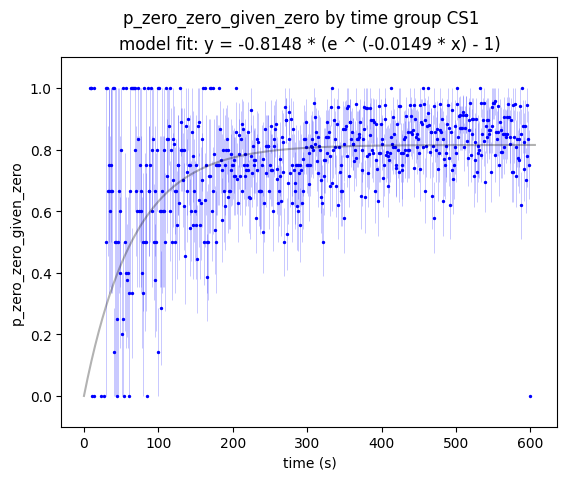 p_zero_zero_given_zero by time group CS1
model fit: y = -0.8148 * (e ^ (-0.0149 * x) - 1)
1.0
0.8
0.6
0.4
0.2
0.0
p_zero_zero_given_zero
0 100 200 300 400 500 600
time (s)